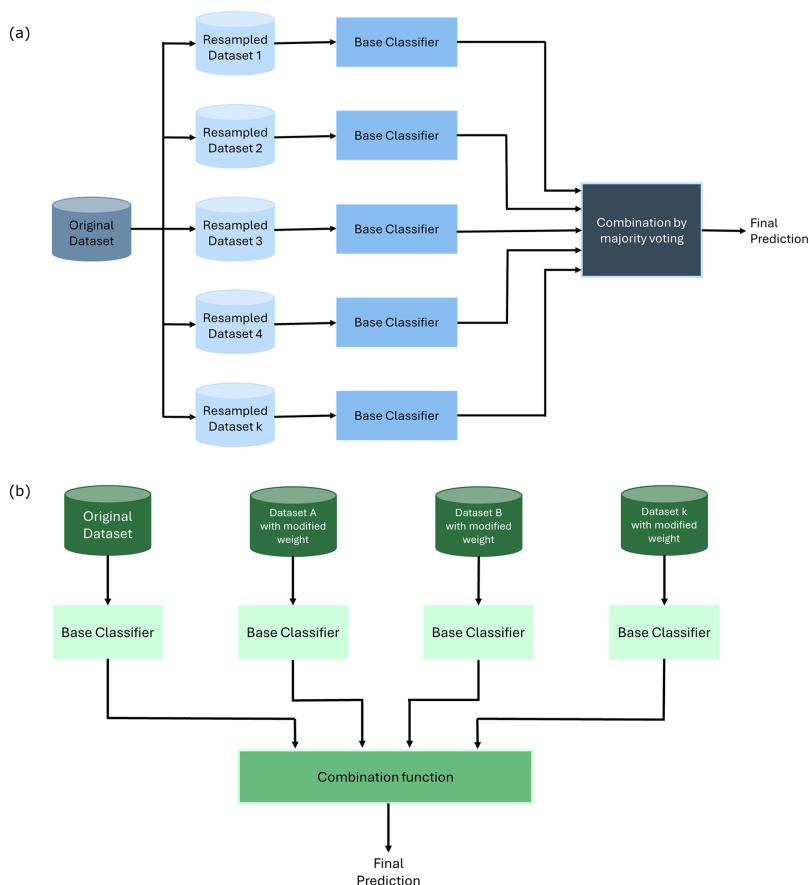 (a)
Resampled
Dataset 1
Base Classifier
Resampled
Dataset 2
Base Classifier
Original
Dataset
Resampled
Dataset 3
Base Classifier
Combination by
majority voting
Final
Prediction
Resampled
Dataset 4
Base Classifier
Resampled
Dataset k
Base Classifier
(b)
Original
Dataset
Dataset A
with modified
weight
Dataset B
with modified
weight
Dataset k
with modified
weight
Base Classifier
Base Classifier
Base Classifier
Base Classifier
Combination function
Final
Prediction